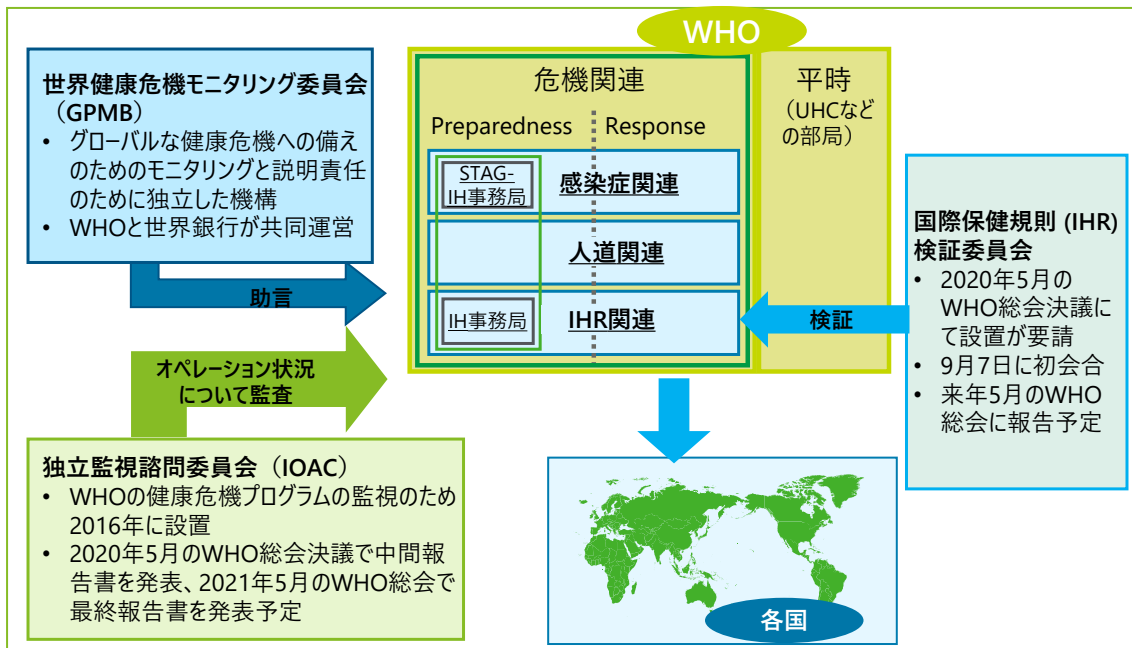 世界健康危機モニタリング委員会
（GPMB）
• グローバルな健康危機への備え
のためのモニタリングと説明責任
のために独立した機構
• WHOと世界銀行が共同運営
助言
オペレーション状況
について監査
独立監視諮問委員会（IOAC）
• WHOの健康危機プログラムの監視のため
2016年に設置
• 2020年5月のWHO総会決議で中間報
告書を発表、2021年5月のWHO総会で
最終報告書を発表予定
WHO
危機関連
Preparedness
Response
STAG-
IH事務局
感染症関連
人道関連
IH事務局
IHR関連
平時
（UHCなど
の部局）
検証
国際保健規則 (IHR)
検証委員会
• 2020年5月の
WHO総会決議に
て設置が要請
• 9月7日に初会合
• 来年5月のWHO
総会に報告予定
各国